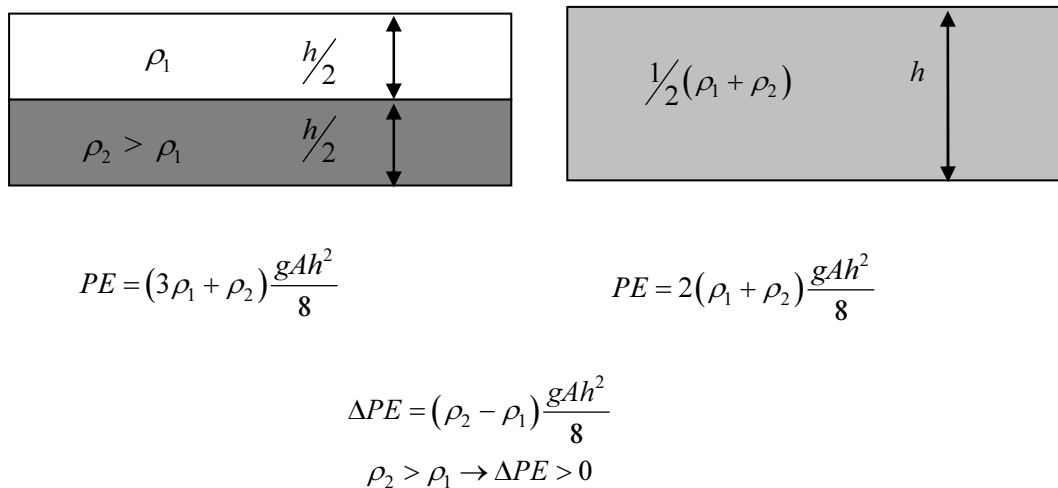 ρ₁ h/2
ρ₂ > ρ₁ h/2
1/2(ρ₁ + ρ₂) h
PE = (3ρ₁ + ρ₂) gAh²/8
PE = 2(ρ₁ + ρ₂) gAh²/8
ΔPE = (ρ₂ − ρ₁) gAh²/8
ρ₂ > ρ₁ → ΔPE > 0